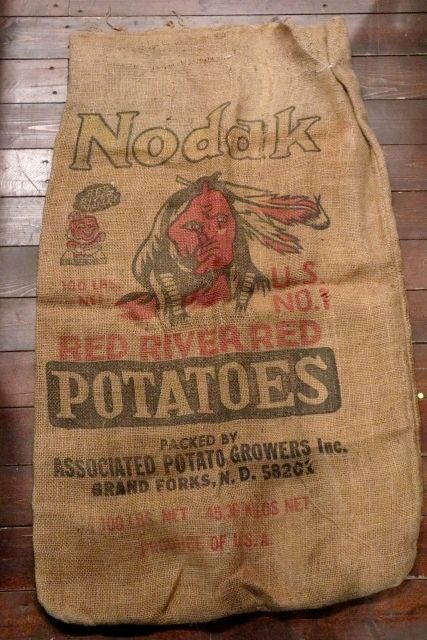 Nodak
100 LBS. U.S.
NET NO.1
RED RIVER RED
POTATOES
PACKED BY
ASSOCIATED POTATO GROWERS Inc.
GRAND FORKS, N. D. 5820
100 LBS NET 45.36 KILOS NET
PRODUCE OF U.S.A.